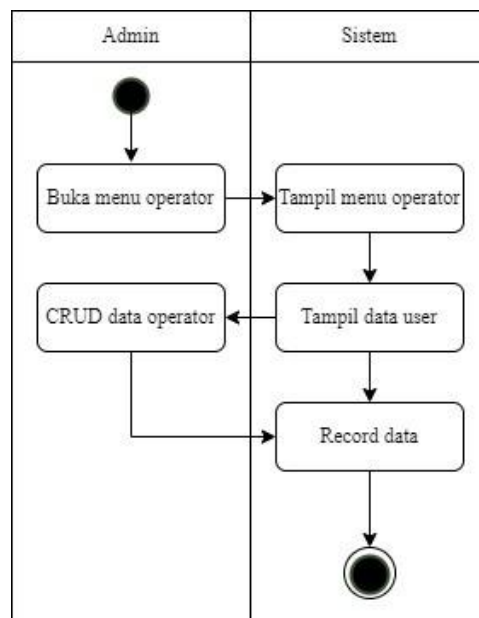 Admin
Sistem
Buka menu operator
Tampil menu operator
CRUD data operator
Tampil data user
Record data